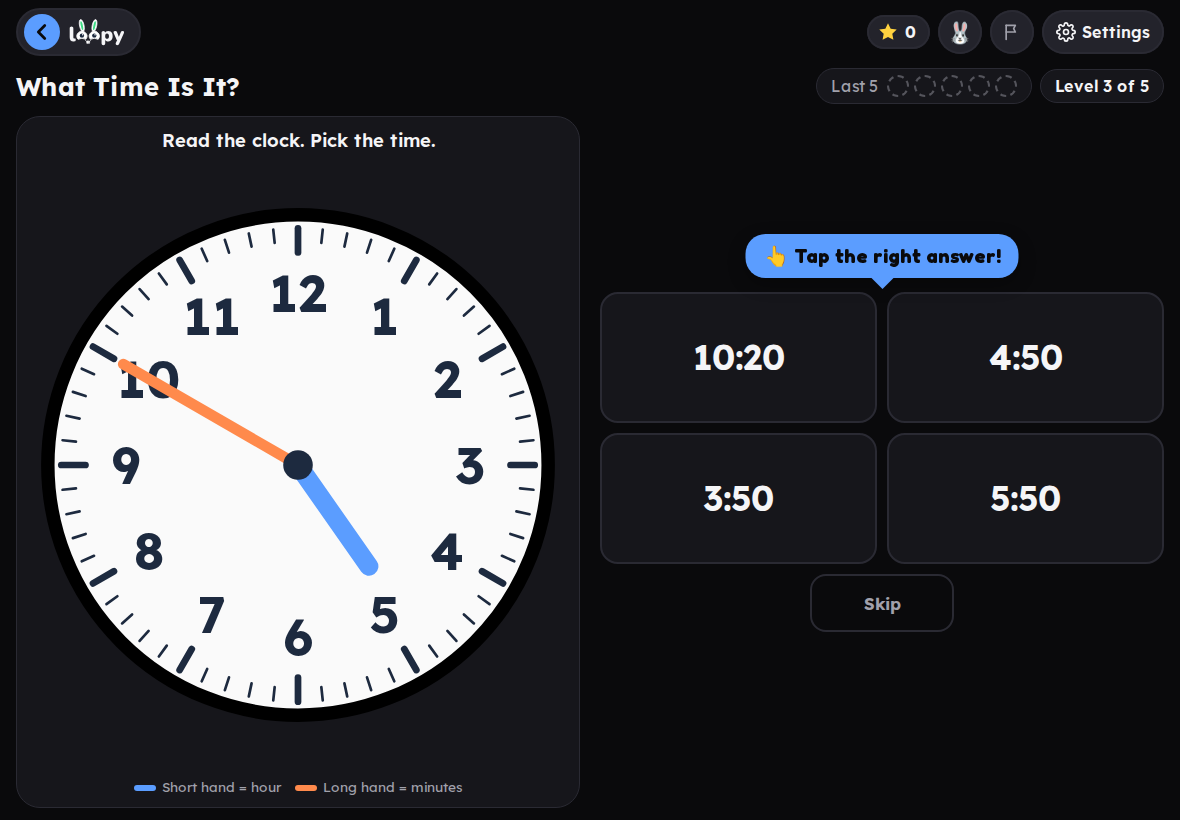 loopy
0
Settings
What Time Is It?
Last 5
Level 3 of 5
Read the clock. Pick the time.
12
1
2
3
4
5
6
7
8
9
10
11
Short hand = hour
Long hand = minutes
👆 Tap the right answer!
10:20
4:50
3:50
5:50
Skip